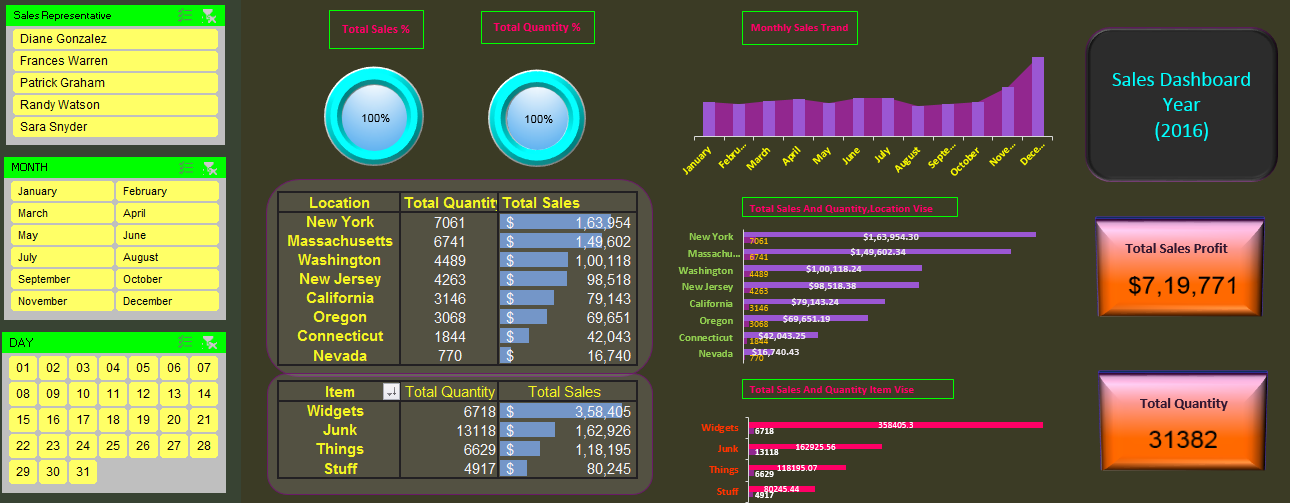 Sales Representative
Diane Gonzalez
Frances Warren
Patrick Graham
Randy Watson
Sara Snyder
MONTH
January February
March April
May June
July August
September October
November December
DAY
01 02 03 04 05 06 07
08 09 10 11 12 13 14
15 16 17 18 19 20 21
22 23 24 25 26 27 28
29 30 31
Total Sales %
Total Quantity %
100%
100%
Location Total Quantity Total Sales
New York 7061 $ 1,63,954
Massachusetts 6741 $ 1,49,602
Washington 4489 $ 1,00,118
New Jersey 4263 $ 98,518
California 3146 $ 79,143
Oregon 3068 $ 69,651
Connecticut 1844 $ 42,043
Nevada 770 $ 16,740
Item Total Quantity Total Sales
Widgets 6718 $ 3,58,405
Junk 13118 $ 1,62,926
Things 6629 $ 1,18,195
Stuff 4917 $ 80,245
Monthly Sales Trand
January Febru... March April May June July August Septe... October Nove... Dece...
Total Sales And Quantity,Location Vise
New York $1,63,954.30
7061
Massachu... $1,49,602.34
6741
Washington $1,00,118.24
4489
New Jersey $98,518.38
4263
California $79,143.24
3146
Oregon $69,651.19
3068
Connecticut $42,043.25
1844
Nevada $16,740.43
770
Total Sales And Quantity Item Vise
Widgets 358405.3
6718
Junk 162925.56
13118
Things 118195.07
6629
Stuff 80245.44
4917
Sales Dashboard
Year
(2016)
Total Sales Profit
$7,19,771
Total Quantity
31382